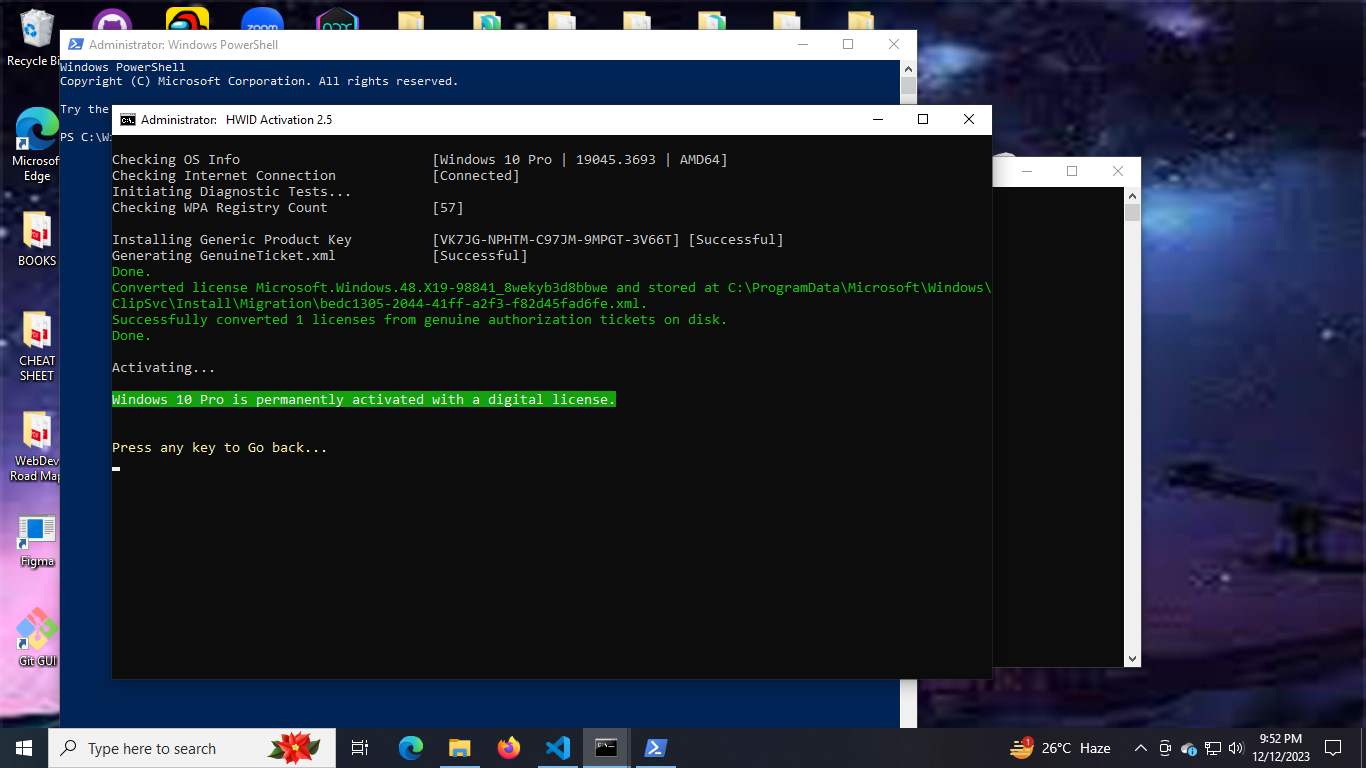 Recycle Bi
Administrator: Windows PowerShell
Windows PowerShell
Copyright (C) Microsoft Corporation. All rights reserved.
Try the
PS C:\W
Administrator: HWID Activation 2.5
Checking OS Info [Windows 10 Pro | 19045.3693 | AMD64]
Checking Internet Connection [Connected]
Initiating Diagnostic Tests...
Checking WPA Registry Count [57]
Installing Generic Product Key [VK7JG-NPHTM-C97JM-9MPGT-3V66T] [Successful]
Generating GenuineTicket.xml [Successful]
Done.
Converted license Microsoft.Windows.48.X19-98841_8wekyb3d8bbwe and stored at C:\ProgramData\Microsoft\Windows\
ClipSvc\Install\Migration\bedc1305-2044-41ff-a2f3-f82d45fad6fe.xml.
Successfully converted 1 licenses from genuine authorization tickets on disk.
Done.
Activating...
Windows 10 Pro is permanently activated with a digital license.
Press any key to Go back...
Microsof
Edge
BOOKS
CHEAT
SHEET
WebDev
Road Map
Figma
Git GUI
zoom
Type here to search
1
26°C Haze
9:52 PM
12/12/2023